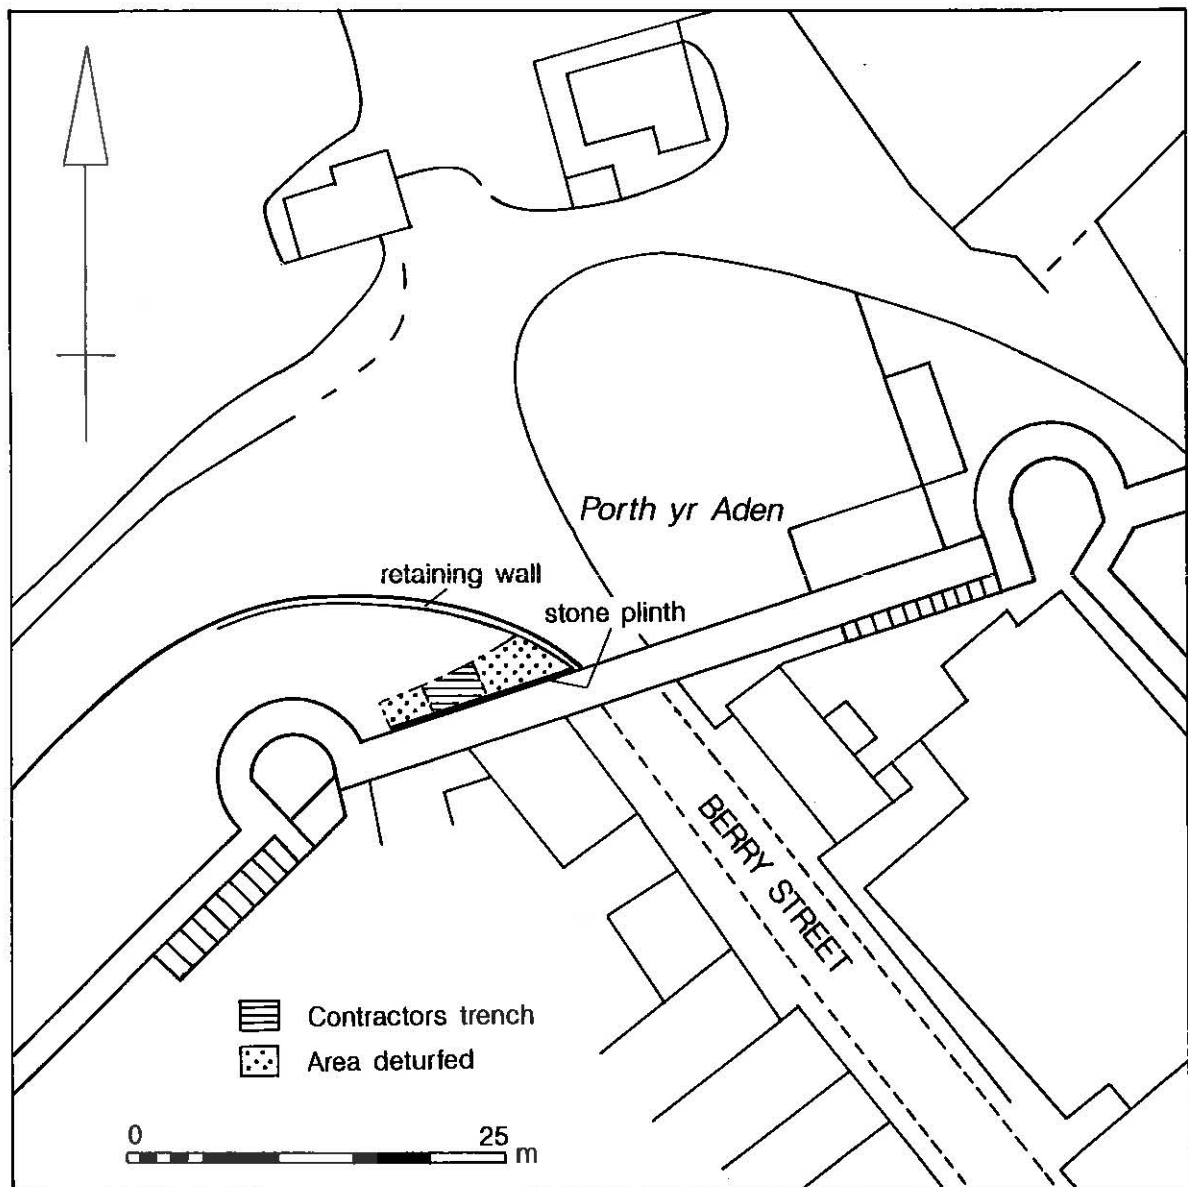 Porth yr Aden
retaining wall
stone plinth
BERRY STREET
Contractors trench
Area deturfed
0 25 m